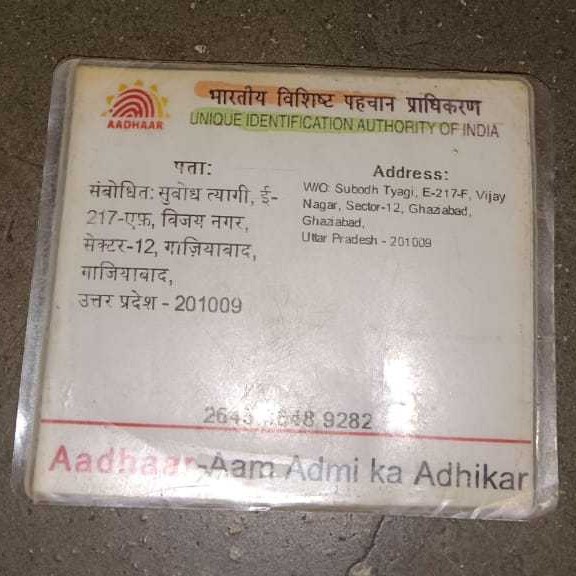 AADHAAR
भारतीय विशिष्ट पहचान प्राधिकरण
UNIQUE IDENTIFICATION AUTHORITY OF INDIA
पता:
संबोधित: सुबोध त्यागी, ई-
217-एफ़, विजय नगर,
सेक्टर-12, गाज़ियाबाद,
गाजियाबाद,
उत्तर प्रदेश - 201009
Address:
W/O: Subodh Tyagi, E-217-F, Vijay
Nagar, Sector-12, Ghaziabad,
Ghaziabad,
Uttar Pradesh - 201009
9282
Aadhaar-Aam Admi ka Adhikar